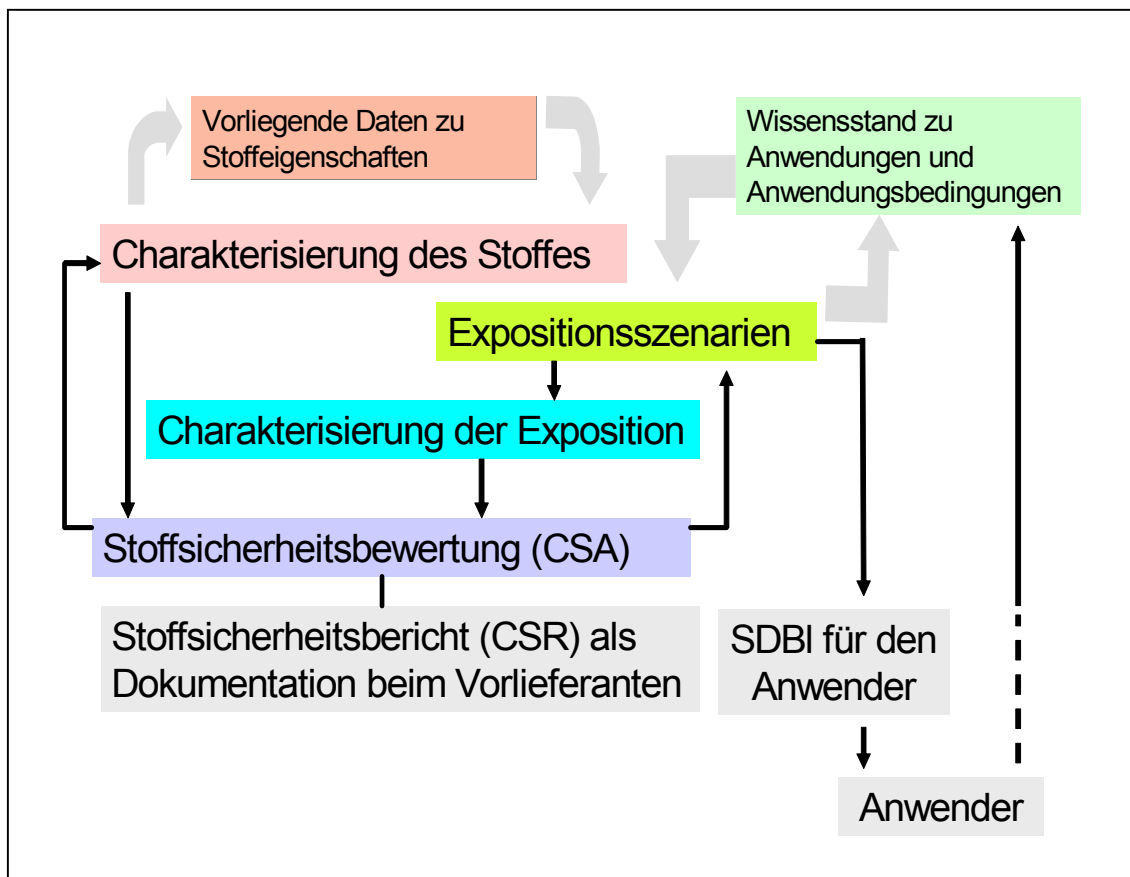 Vorliegende Daten zu
Stoffeigenschaften
Wissensstand zu
Anwendungen und
Anwendungsbedingungen
Charakterisierung des Stoffes
Expositionsszenarien
Charakterisierung der Exposition
Stoffsicherheitsbewertung (CSA)
Stoffsicherheitsbericht (CSR) als
Dokumentation beim Vorlieferanten
SDBl für den
Anwender
Anwender